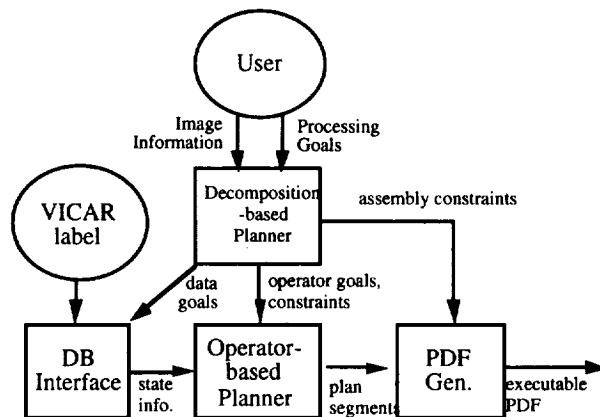 User
Image
Information
Processing
Goals
VICAR
label
Decomposition
-based
Planner
assembly constraints
data
goals
operator goals,
constraints
DB
Interface
state
info.
Operator-
based
Planner
plan
segments
PDF
Gen.
executable
PDF